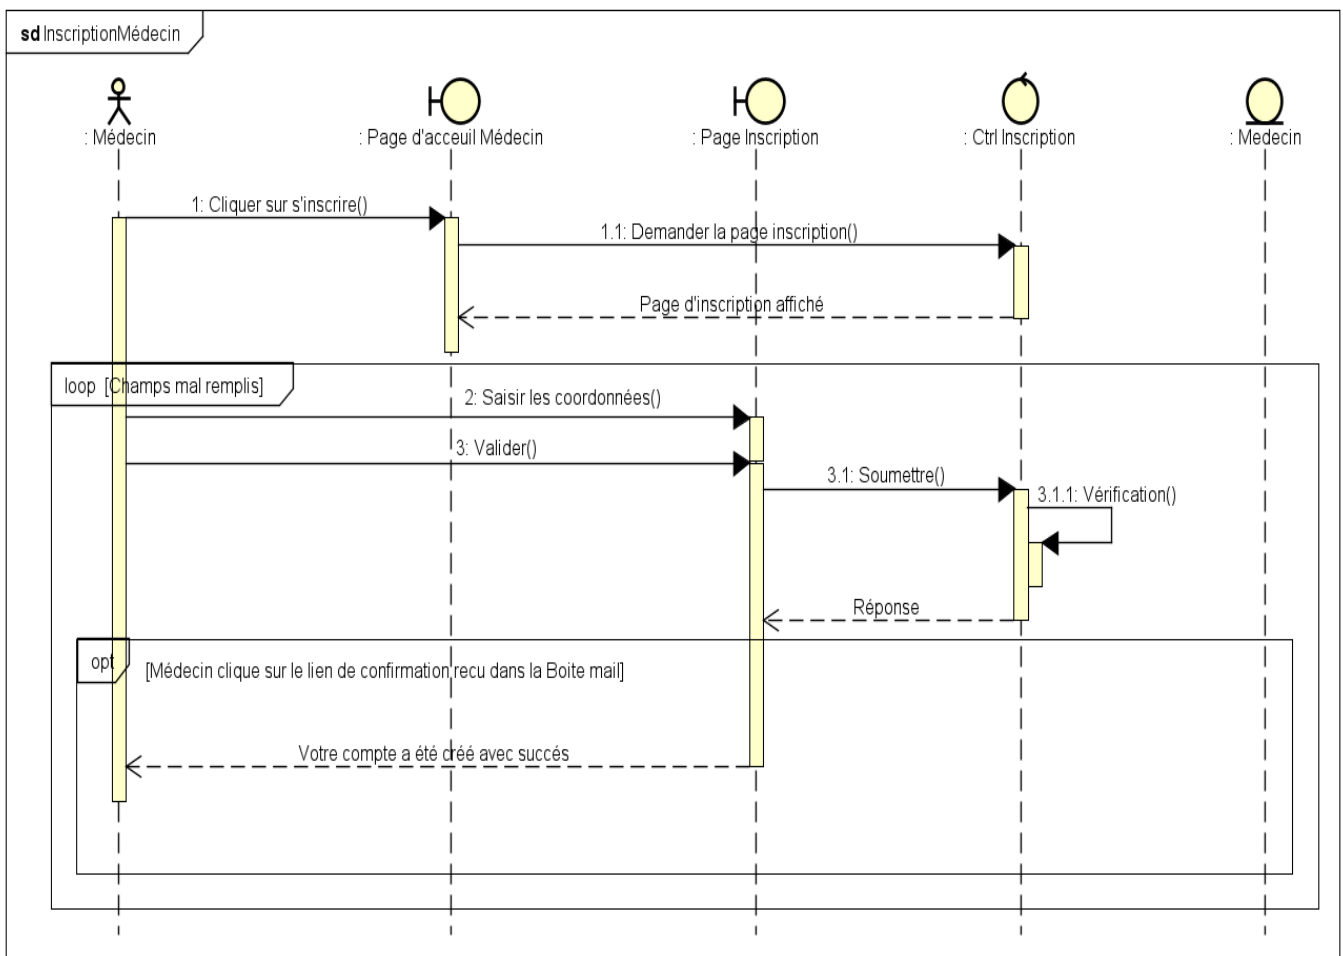 sd InscriptionMédecin
: Médecin
: Page d'acceuil Médecin
: Page Inscription
: Ctrl Inscription
: Medecin
1: Cliquer sur s'inscrire()
1.1: Demander la page inscription()
Page d'inscription affiché
loop [Champs mal remplis]
2: Saisir les coordonnées()
3: Valider()
3.1: Soumettre()
3.1.1: Vérification()
Réponse
opt
[Médecin clique sur le lien de confirmation recu dans la Boite mail]
Votre compte a été créé avec succés